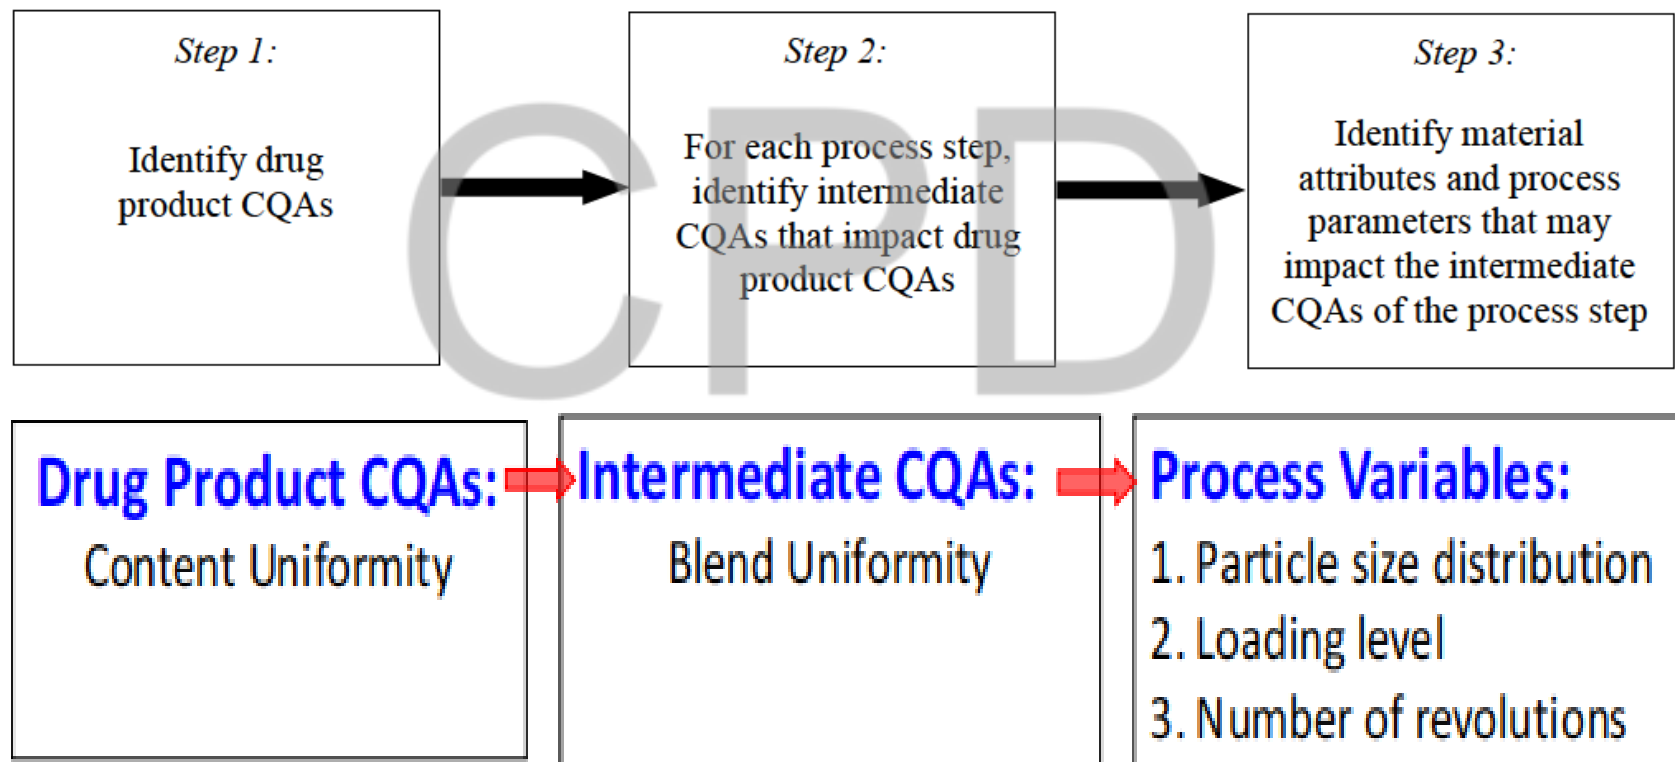 Step 1:
Identify drug
product CQAs
Step 2:
For each process step,
identify intermediate
CQAs that impact drug
product CQAs
Step 3:
Identify material
attributes and process
parameters that may
impact the intermediate
CQAs of the process step
CPD
Drug Product CQAs:
Content Uniformity
Intermediate CQAs:
Blend Uniformity
Process Variables:
1. Particle size distribution
2. Loading level
3. Number of revolutions